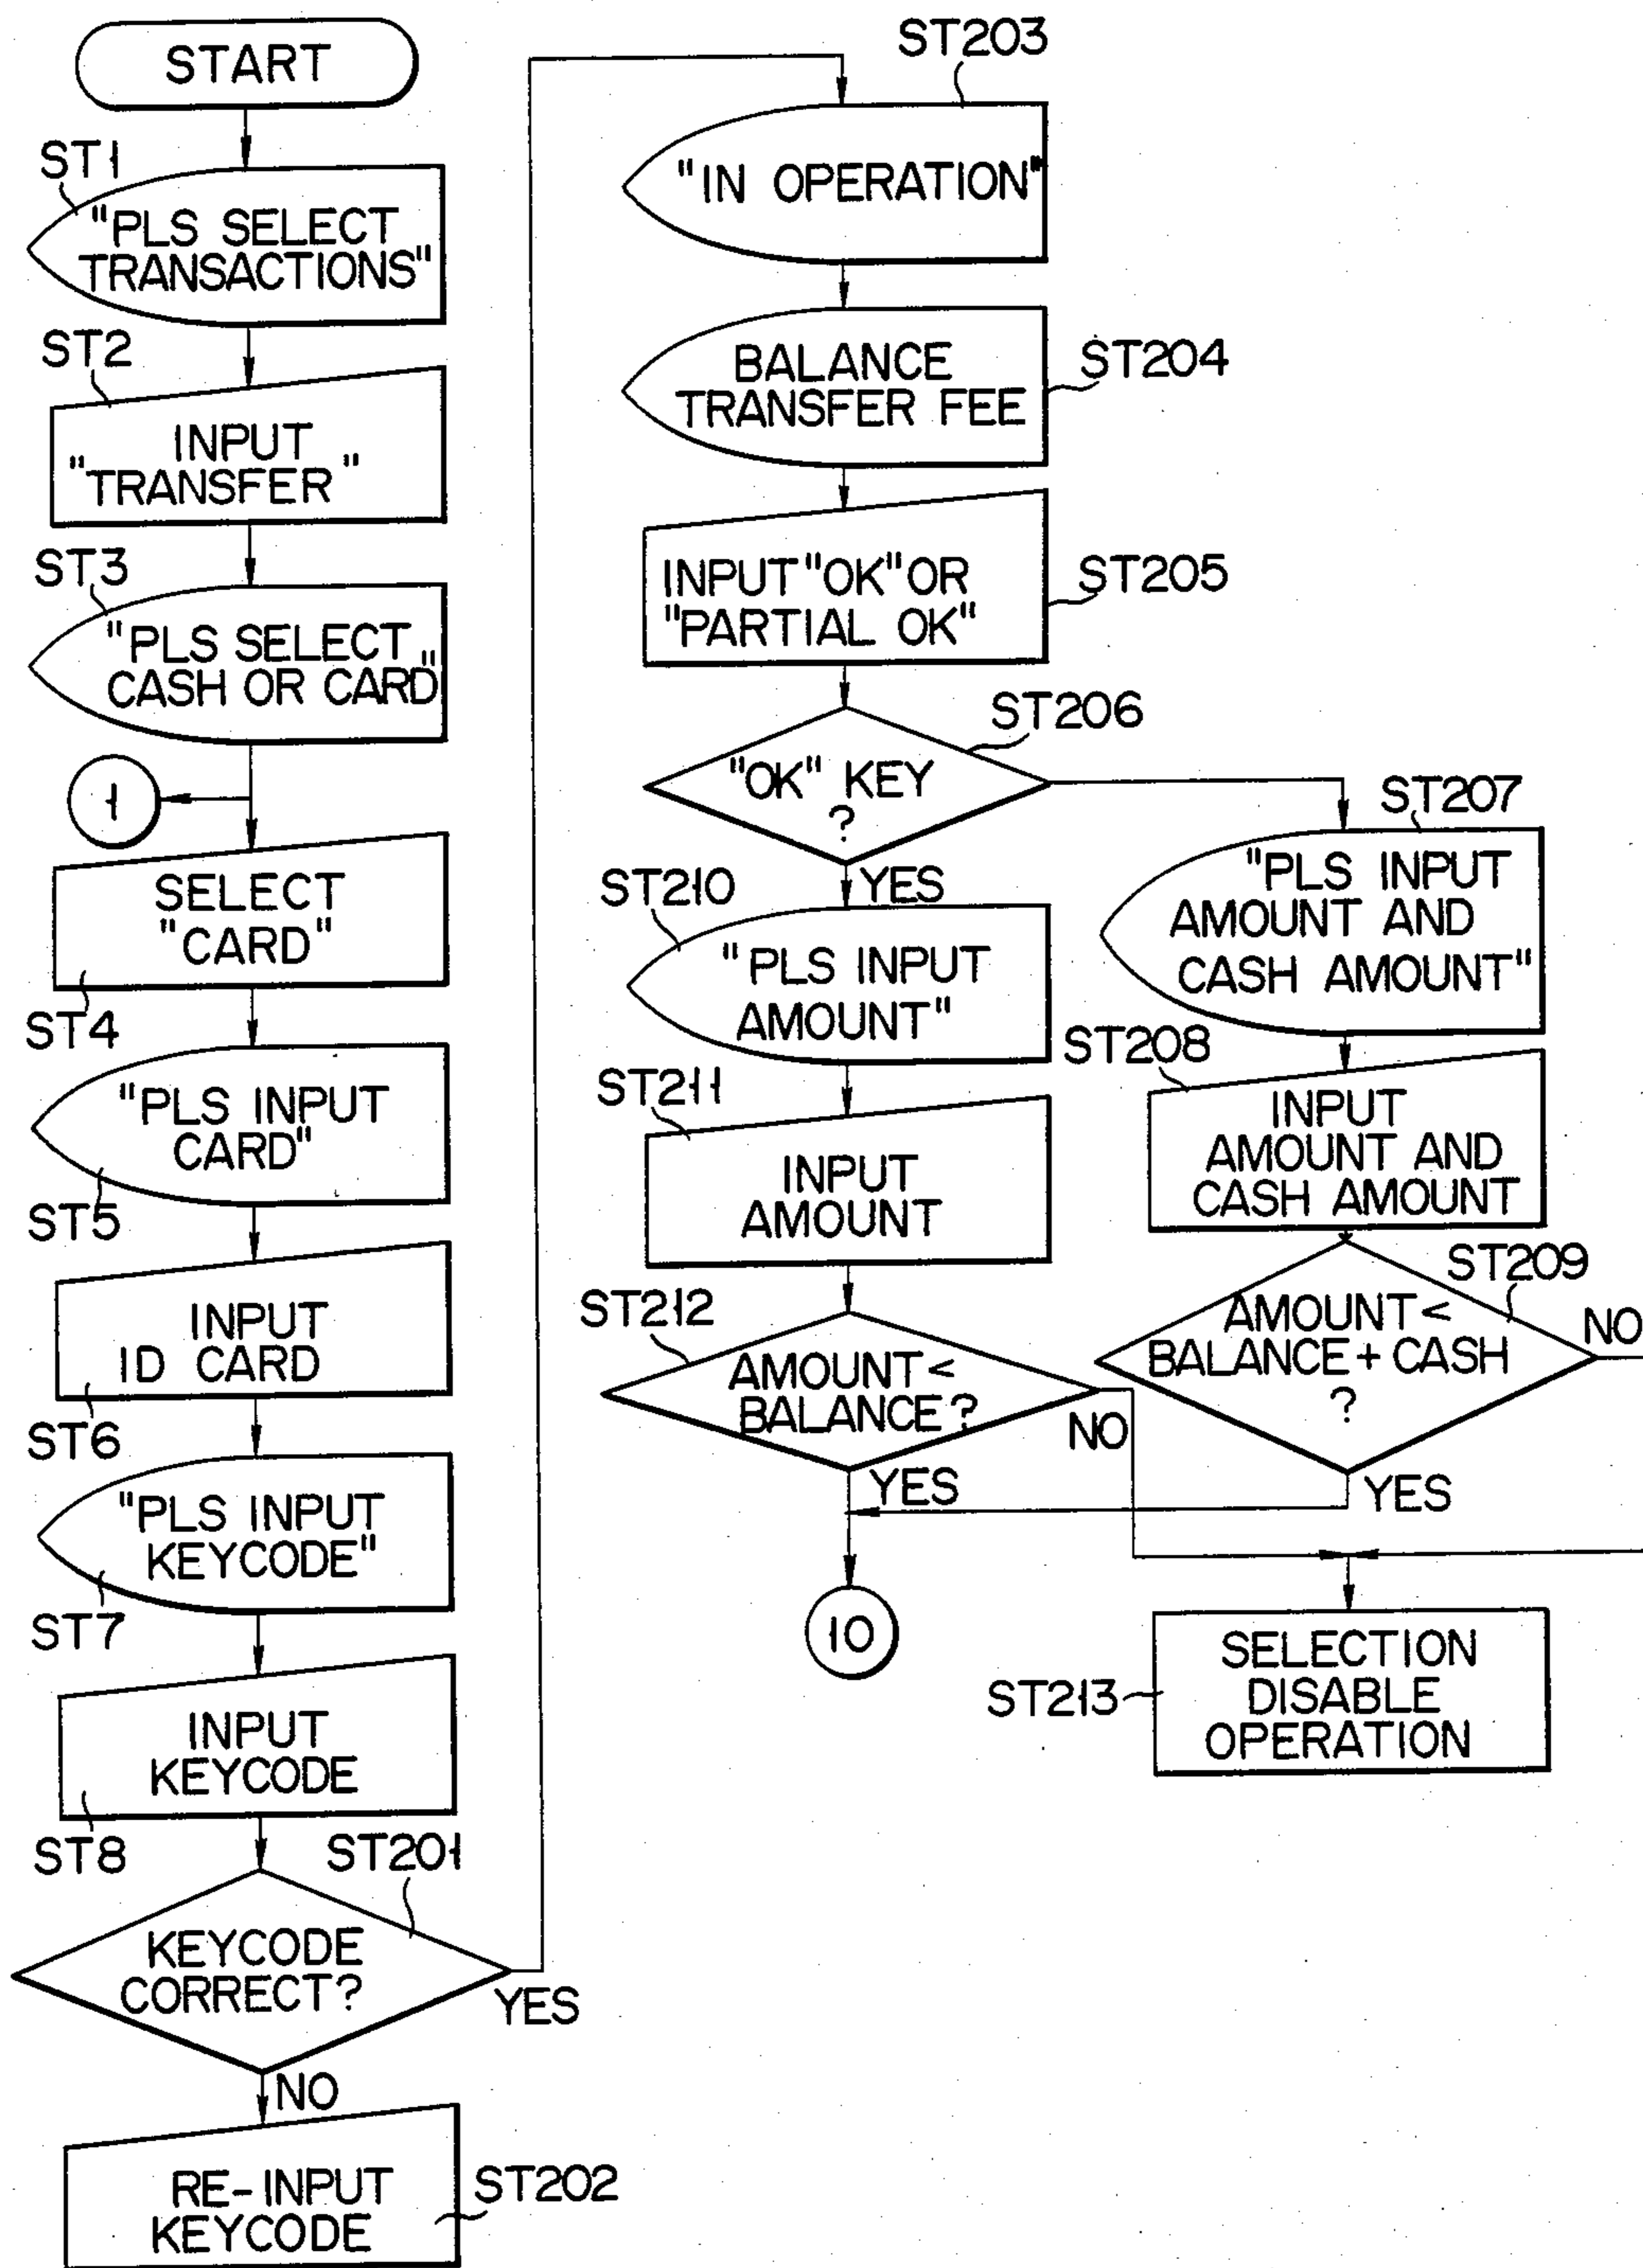 START
ST1
"PLS SELECT
TRANSACTIONS"
ST2
INPUT
"TRANSFER"
ST3
"PLS SELECT
CASH OR CARD"
1
SELECT
"CARD"
ST4
"PLS INPUT
CARD"
ST5
INPUT
ID CARD
ST6
"PLS INPUT
KEYCODE"
ST7
INPUT
KEYCODE
ST8
ST201
KEYCODE
CORRECT?
YES
NO
RE-INPUT
KEYCODE
ST202
ST203
"IN OPERATION"
BALANCE
TRANSFER FEE
ST204
INPUT "OK" OR
"PARTIAL OK"
ST205
ST206
"OK" KEY
?
YES
ST210
"PLS INPUT
AMOUNT"
ST211
INPUT
AMOUNT
ST212
AMOUNT<
BALANCE?
NO
YES
10
ST207
"PLS INPUT
AMOUNT AND
CASH AMOUNT"
ST208
INPUT
AMOUNT AND
CASH AMOUNT
ST209
AMOUNT<
BALANCE+CASH
?
NO
YES
ST213
SELECTION
DISABLE
OPERATION